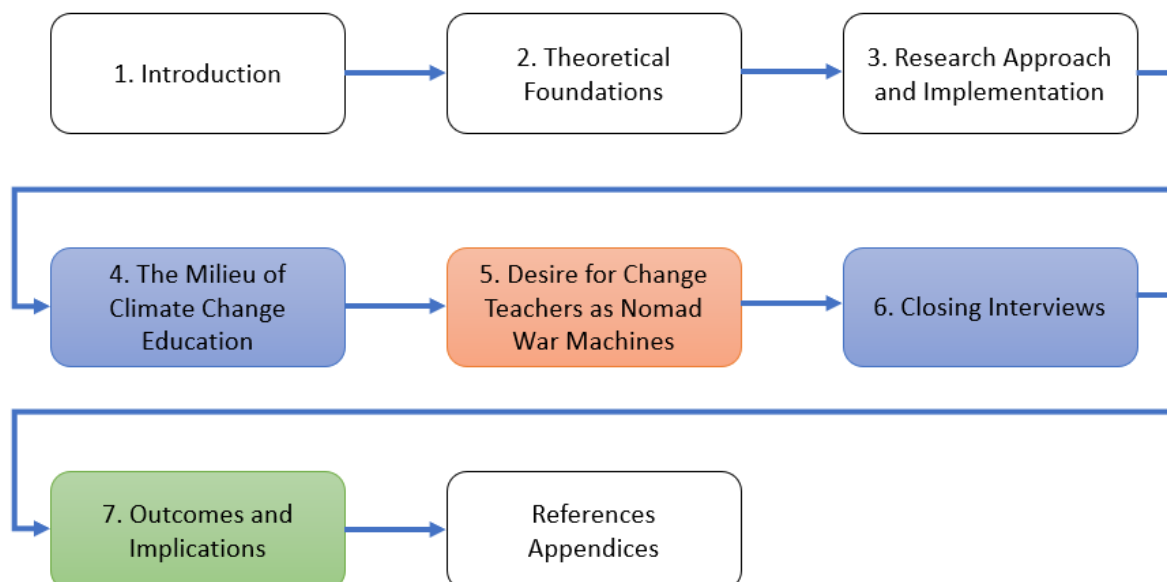 1. Introduction
2. Theoretical
Foundations
3. Research Approach
and Implementation
4. The Milieu of
Climate Change
Education
5. Desire for Change
Teachers as Nomad
War Machines
6. Closing Interviews
7. Outcomes and
Implications
References
Appendices